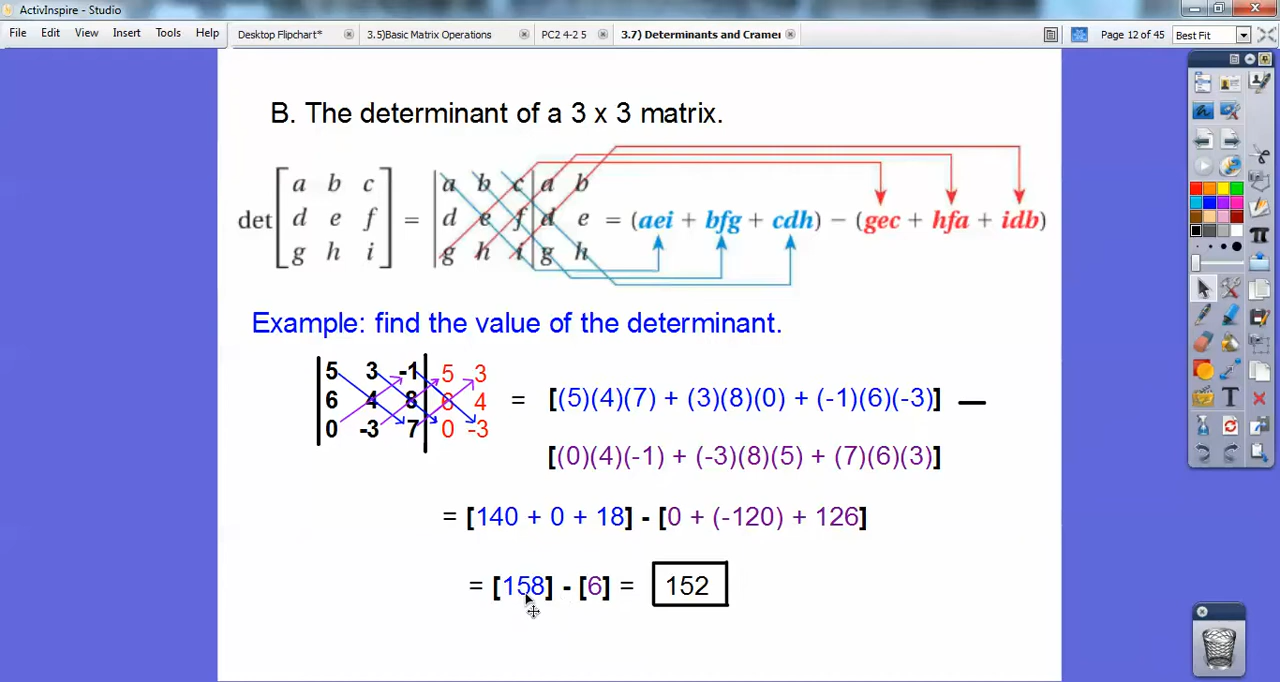 ActivInspire - Studio
File Edit View Insert Tools Help Desktop Flipchart* 3.5)Basic Matrix Operations PC2 4-2 5 3.7) Determinants and Cramer Page 12 of 45 Best Fit
B. The determinant of a 3 x 3 matrix.
a b c a b c a b
det d e f = d e f d e = (aei + bfg + cdh) − (gec + hfa + idb)
g h i g h i g h
Example: find the value of the determinant.
5 3 -1 5 3
6 4 8 6 4 = [(5)(4)(7) + (3)(8)(0) + (-1)(6)(-3)] —
0 -3 7 0 -3
[(0)(4)(-1) + (-3)(8)(5) + (7)(6)(3)]
= [140 + 0 + 18] - [0 + (-120) + 126]
= [158] - [6] = 152